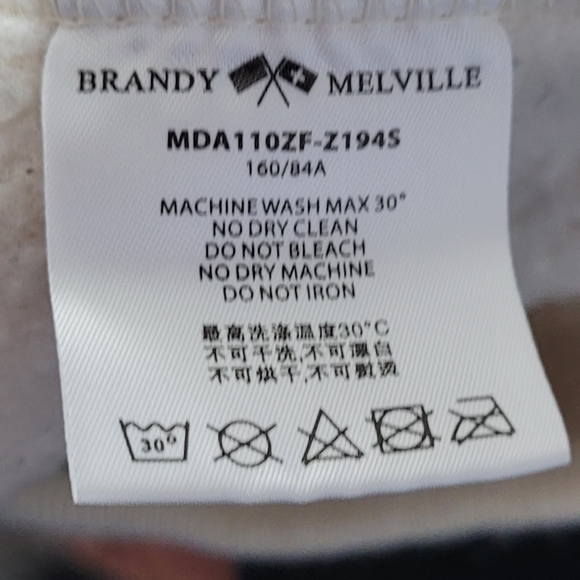 BRANDY MELVILLE
MDA110ZF-Z194S
160/84A
MACHINE WASH MAX 30°
NO DRY CLEAN
DO NOT BLEACH
NO DRY MACHINE
DO NOT IRON
最高洗涤温度30°C
不可干洗,不可漂白
不可烘干,不可熨烫
30°